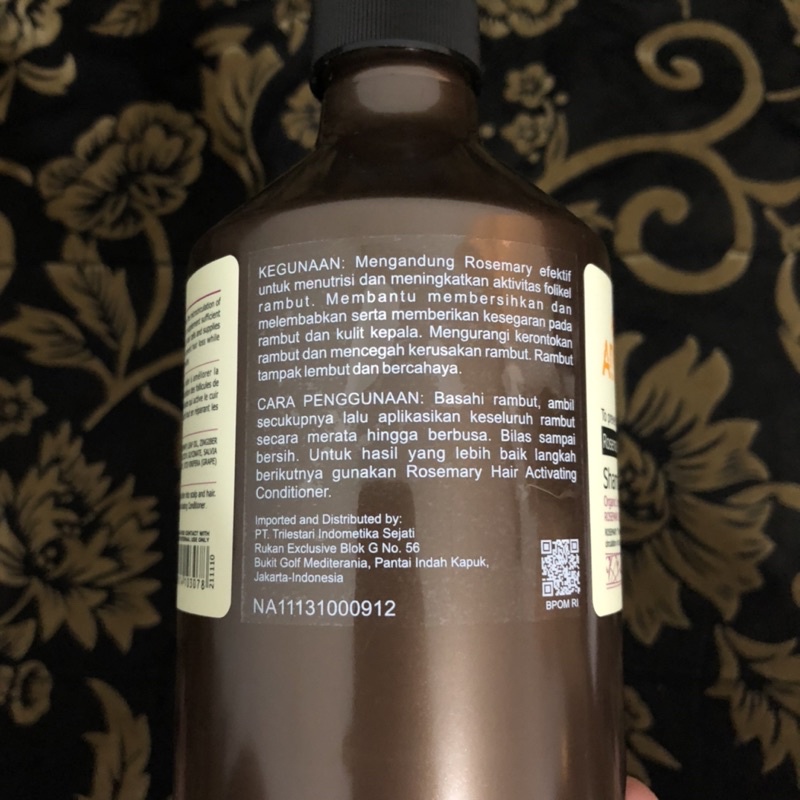 KEGUNAAN: Mengandung Rosemary efektif
untuk menutrisi dan meningkatkan aktivitas folikel
rambut. Membantu membersihkan dan
melembabkan serta memberikan kesegaran pada
rambut dan kulit kepala. Mengurangi kerontokan
rambut dan mencegah kerusakan rambut. Rambut
tampak lembut dan bercahaya.
CARA PENGGUNAAN: Basahi rambut, ambil
secukupnya lalu aplikasikan keseluruh rambut
secara merata hingga berbusa. Bilas sampai
bersih. Untuk hasil yang lebih baik langkah
berikutnya gunakan Rosemary Hair Activating
Conditioner.
Imported and Distributed by:
PT. Trilestari Indometika Sejati
Rukan Exclusive Blok G No. 56
Bukit Golf Mediterania, Pantai Indah Kapuk,
Jakarta-Indonesia
NA11131000912
BPOM RI